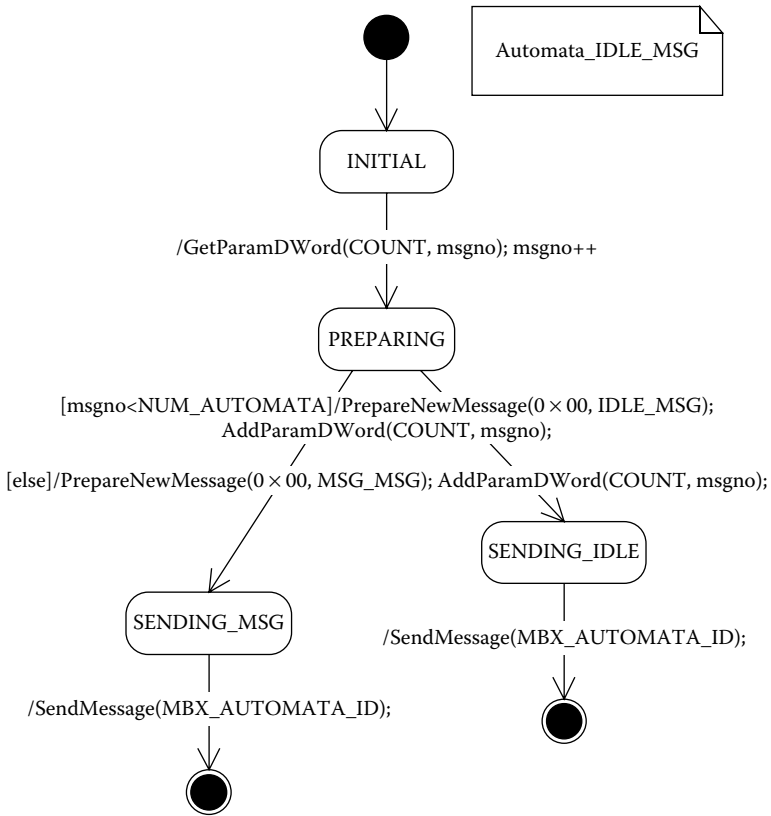 Automata_IDLE_MSG
INITIAL
/GetParamDWord(COUNT, msgno); msgno++
PREPARING
[msgno<NUM_AUTOMATA]/PrepareNewMessage(0 × 00, IDLE_MSG);
AddParamDWord(COUNT, msgno);
[else]/PrepareNewMessage(0 × 00, MSG_MSG); AddParamDWord(COUNT, msgno);
SENDING_IDLE
SENDING_MSG
/SendMessage(MBX_AUTOMATA_ID);
/SendMessage(MBX_AUTOMATA_ID);